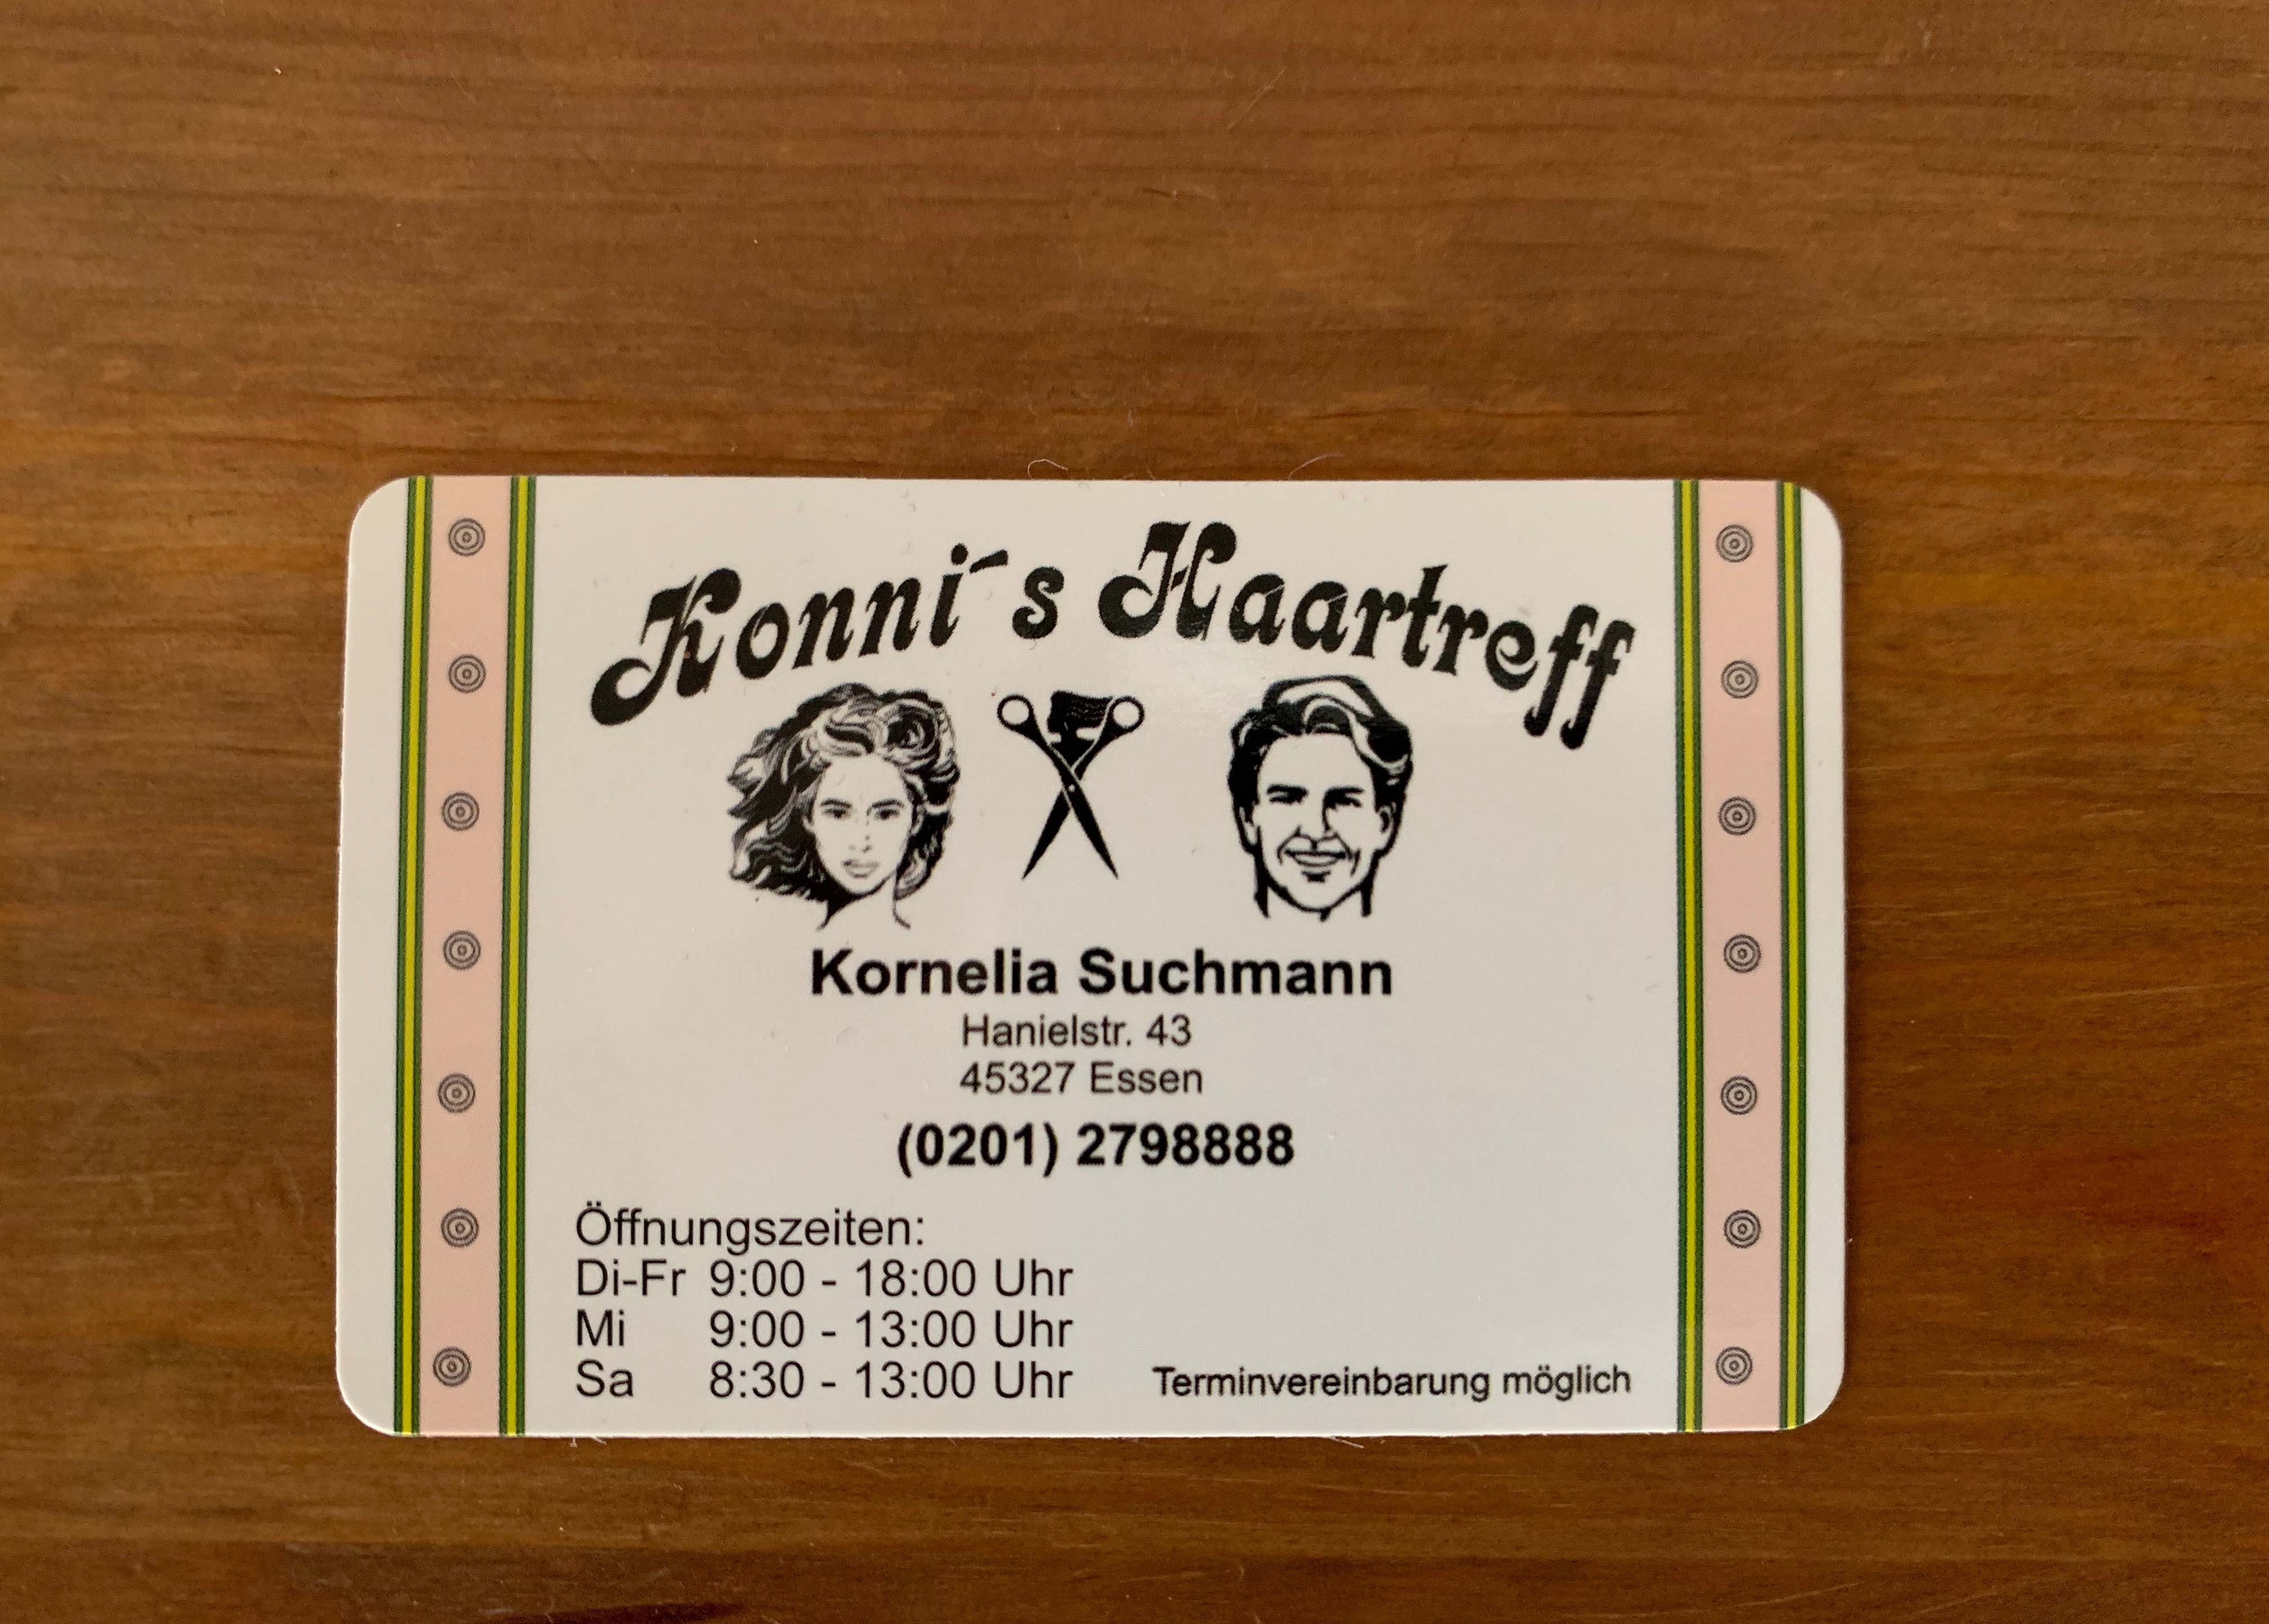 Konni´s Haartreff
Kornelia Suchmann
Hanielstr. 43
45327 Essen
(0201) 2798888
Öffnungszeiten:
Di-Fr 9:00 - 18:00 Uhr
Mi 9:00 - 13:00 Uhr
Sa 8:30 - 13:00 Uhr
Terminvereinbarung möglich